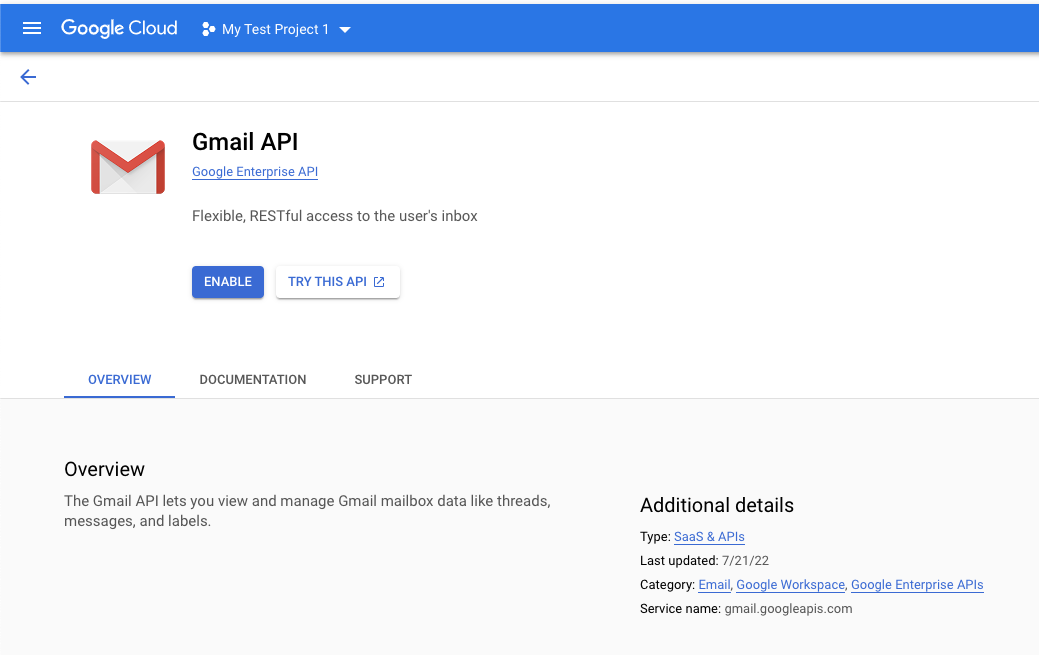 Google Cloud My Test Project 1
Gmail API
Google Enterprise API
Flexible, RESTful access to the user's inbox
ENABLE TRY THIS API
OVERVIEW DOCUMENTATION SUPPORT
Overview
The Gmail API lets you view and manage Gmail mailbox data like threads,
messages, and labels.
Additional details
Type: SaaS & APIs
Last updated: 7/21/22
Category: Email, Google Workspace, Google Enterprise APIs
Service name: gmail.googleapis.com